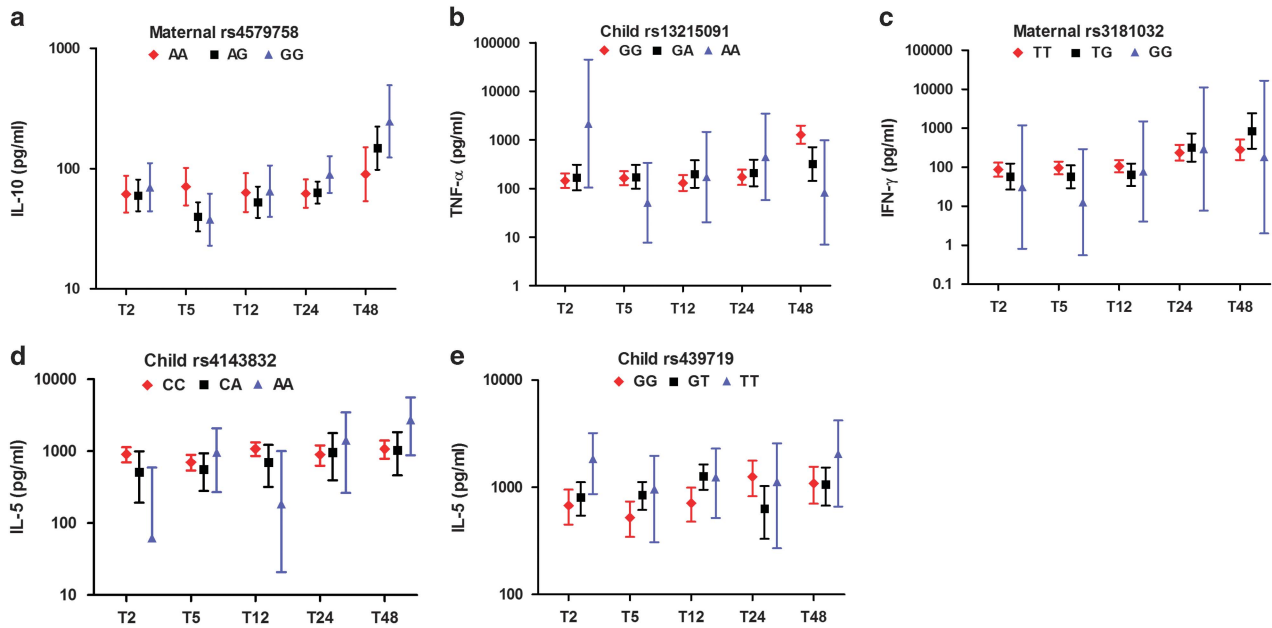 a
Maternal rs4579758
AA AG GG
1000
100
10
IL-10 (pg/ml)
T2 T5 T12 T24 T48
b
Child rs13215091
GG GA AA
100000
10000
1000
100
10
1
TNF-α (pg/ml)
T2 T5 T12 T24 T48
c
Maternal rs3181032
TT TG GG
100000
10000
1000
100
10
1
0.1
IFN-γ (pg/ml)
T2 T5 T12 T24 T48
d
Child rs4143832
CC CA AA
10000
1000
100
10
IL-5 (pg/ml)
T2 T5 T12 T24 T48
e
Child rs439719
GG GT TT
10000
1000
100
IL-5 (pg/ml)
T2 T5 T12 T24 T48